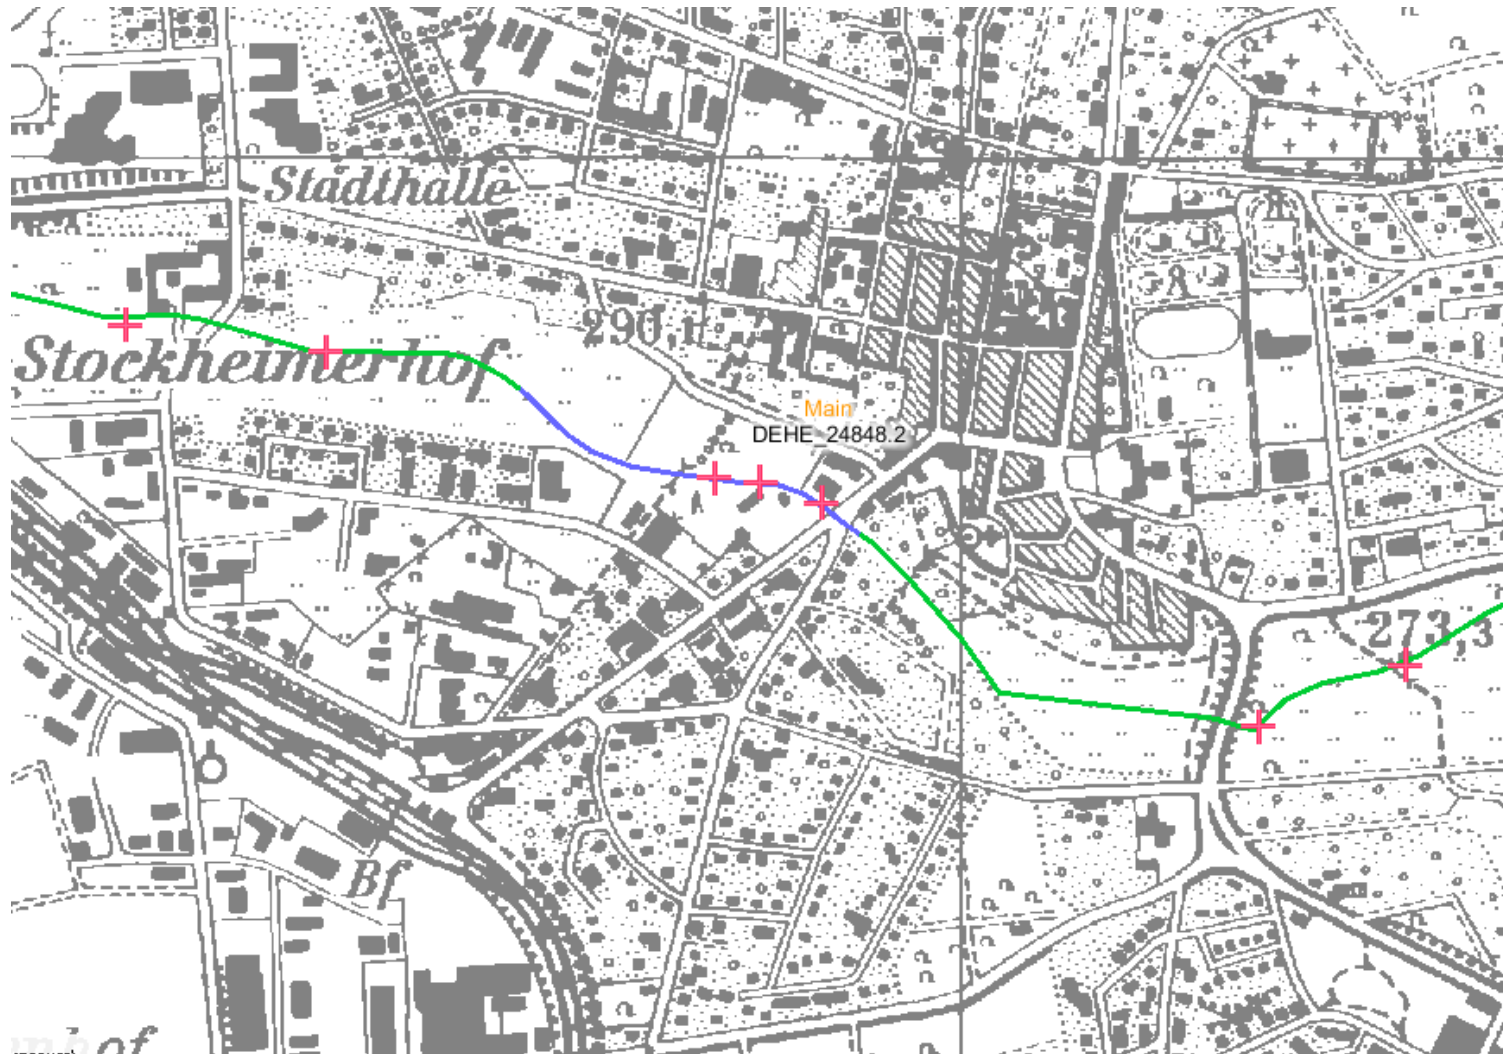 Stadthalle
290,1
Stockheimerhof
Main
DEHE_24848.2
273,3
Bf